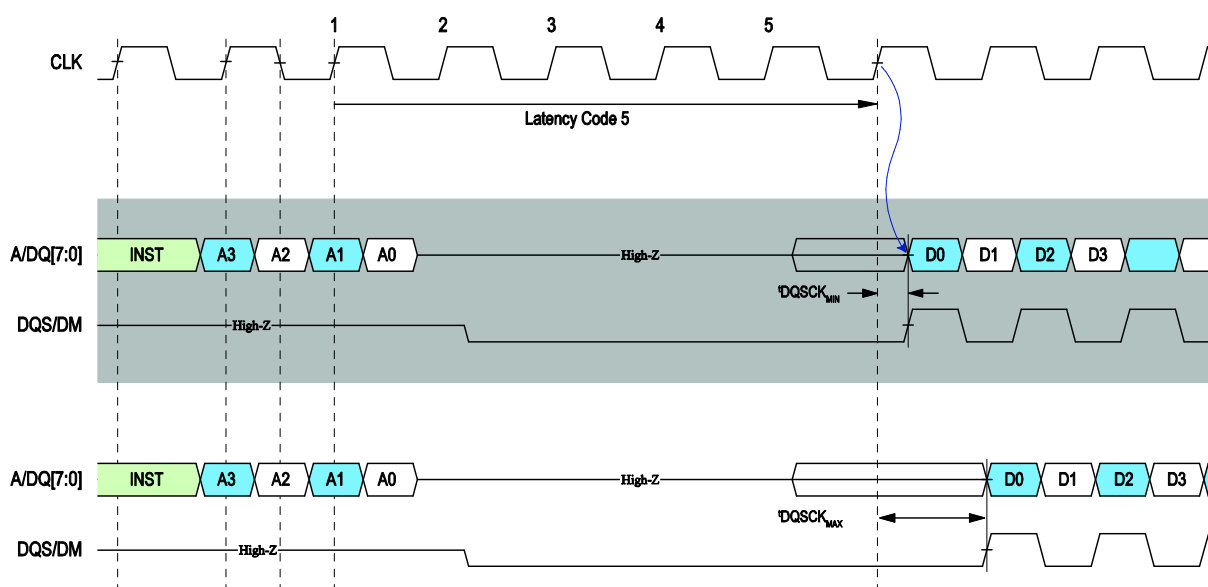 1 2 3 4 5
CLK
Latency Code 5
A/DQ[7:0] INST A3 A2 A1 A0 High-Z D0 D1 D2 D3
tDQSCKMIN
DQS/DM High-Z
A/DQ[7:0] INST A3 A2 A1 A0 High-Z D0 D1 D2 D3
tDQSCKMAX
DQS/DM High-Z